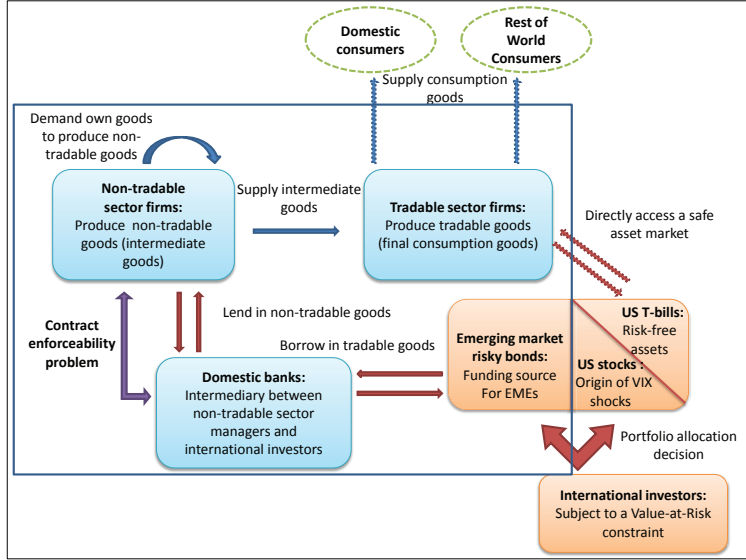 Domestic
consumers
Rest of
World
Consumers
Supply consumption
goods
Demand own goods
to produce non-
tradable goods
Non-tradable
sector firms:
Produce non-tradable
goods (intermediate
goods)
Supply intermediate
goods
Tradable sector firms:
Produce tradable goods
(final consumption goods)
Directly access a safe
asset market
Contract
enforceability
problem
Lend in non-tradable goods
Borrow in tradable goods
Domestic banks:
Intermediary between
non-tradable sector
managers and
international investors
Emerging market
risky bonds:
Funding source
For EMEs
US T-bills:
Risk-free
assets
US stocks :
Origin of VIX
shocks
Portfolio allocation
decision
International investors:
Subject to a Value-at-Risk
constraint